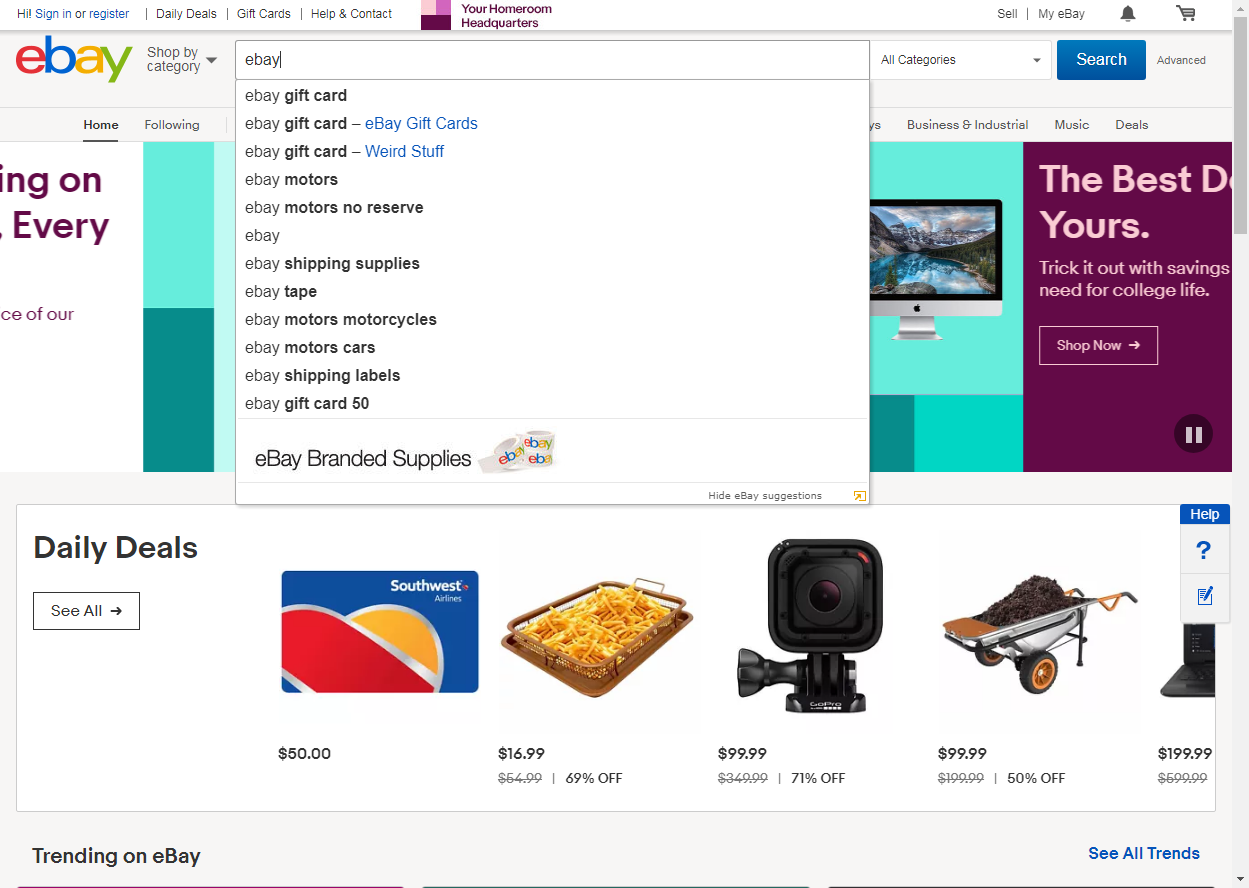 Hi! Sign in or register | Daily Deals | Gift Cards | Help & Contact
Your Homeroom
Headquarters
Sell | My eBay
ebay
Shop by
category
ebay
All Categories
Search
Advanced
Home
Following
Business & Industrial
Music
Deals
ebay gift card
ebay gift card – eBay Gift Cards
ebay gift card – Weird Stuff
ebay motors
ebay motors no reserve
ebay
ebay shipping supplies
ebay tape
ebay motors motorcycles
ebay motors cars
ebay shipping labels
ebay gift card 50
eBay Branded Supplies
ebay
ebay
ebay
Hide eBay suggestions
ing on
, Every
ce of our
The Best D
Yours.
Trick it out with savings
need for college life.
Shop Now →
Help
?
Daily Deals
See All →
Southwest
Airlines
GoPro
$50.00
$16.99
$54.99 | 69% OFF
$99.99
$349.99 | 71% OFF
$99.99
$199.99 | 50% OFF
$199.99
$599.99
Trending on eBay
See All Trends